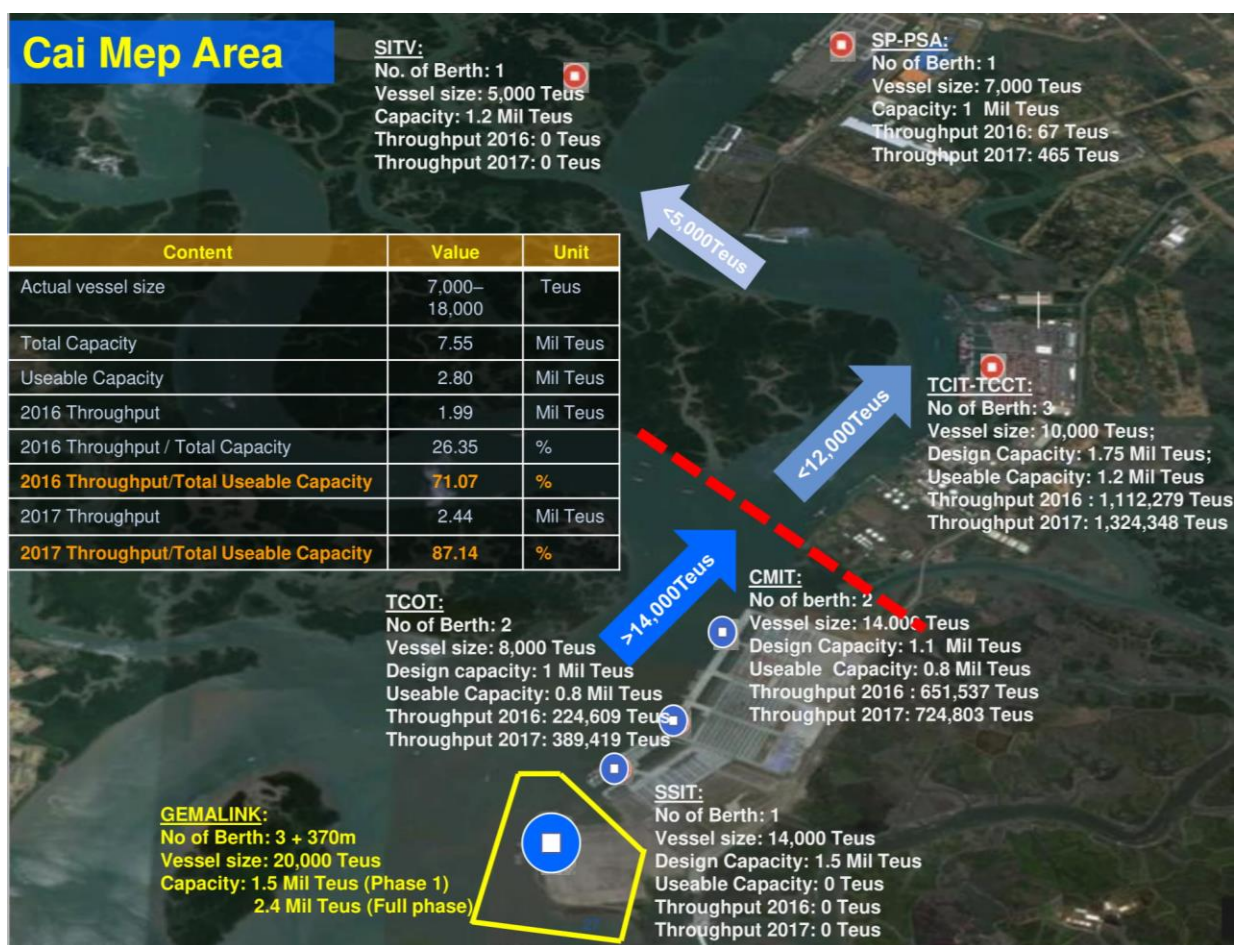 Cai Mep Area
SITV:
No. of Berth: 1
Vessel size: 5,000 Teus
Capacity: 1.2 Mil Teus
Throughput 2016: 0 Teus
Throughput 2017: 0 Teus
SP-PSA:
No of Berth: 1
Vessel size: 7,000 Teus
Capacity: 1 Mil Teus
Throughput 2016: 67 Teus
Throughput 2017: 465 Teus
<5,000Teus
Content Value Unit
Actual vessel size 7,000– Teus
18,000
Total Capacity 7.55 Mil Teus
Useable Capacity 2.80 Mil Teus
2016 Throughput 1.99 Mil Teus
2016 Throughput / Total Capacity 26.35 %
2016 Throughput/Total Useable Capacity 71.07 %
2017 Throughput 2.44 Mil Teus
2017 Throughput/Total Useable Capacity 87.14 %
<12,000Teus
TCIT-TCCT:
No of Berth: 3
Vessel size: 10,000 Teus;
Design Capacity: 1.75 Mil Teus;
Useable Capacity: 1.2 Mil Teus
Throughput 2016 : 1,112,279 Teus
Throughput 2017: 1,324,348 Teus
>14,000Teus
TCOT:
No of Berth: 2
Vessel size: 8,000 Teus
Design capacity: 1 Mil Teus
Useable Capacity: 0.8 Mil Teus
Throughput 2016: 224,609 Teus
Throughput 2017: 389,419 Teus
CMIT:
No of berth: 2
Vessel size: 14.000 Teus
Design Capacity: 1.1 Mil Teus
Useable Capacity: 0.8 Mil Teus
Throughput 2016 : 651,537 Teus
Throughput 2017: 724,803 Teus
GEMALINK:
No of Berth: 3 + 370m
Vessel size: 20,000 Teus
Capacity: 1.5 Mil Teus (Phase 1)
2.4 Mil Teus (Full phase)
SSIT:
No of Berth: 1
Vessel size: 14,000 Teus
Design Capacity: 1.5 Mil Teus
Useable Capacity: 0 Teus
Throughput 2016: 0 Teus
Throughput 2017: 0 Teus